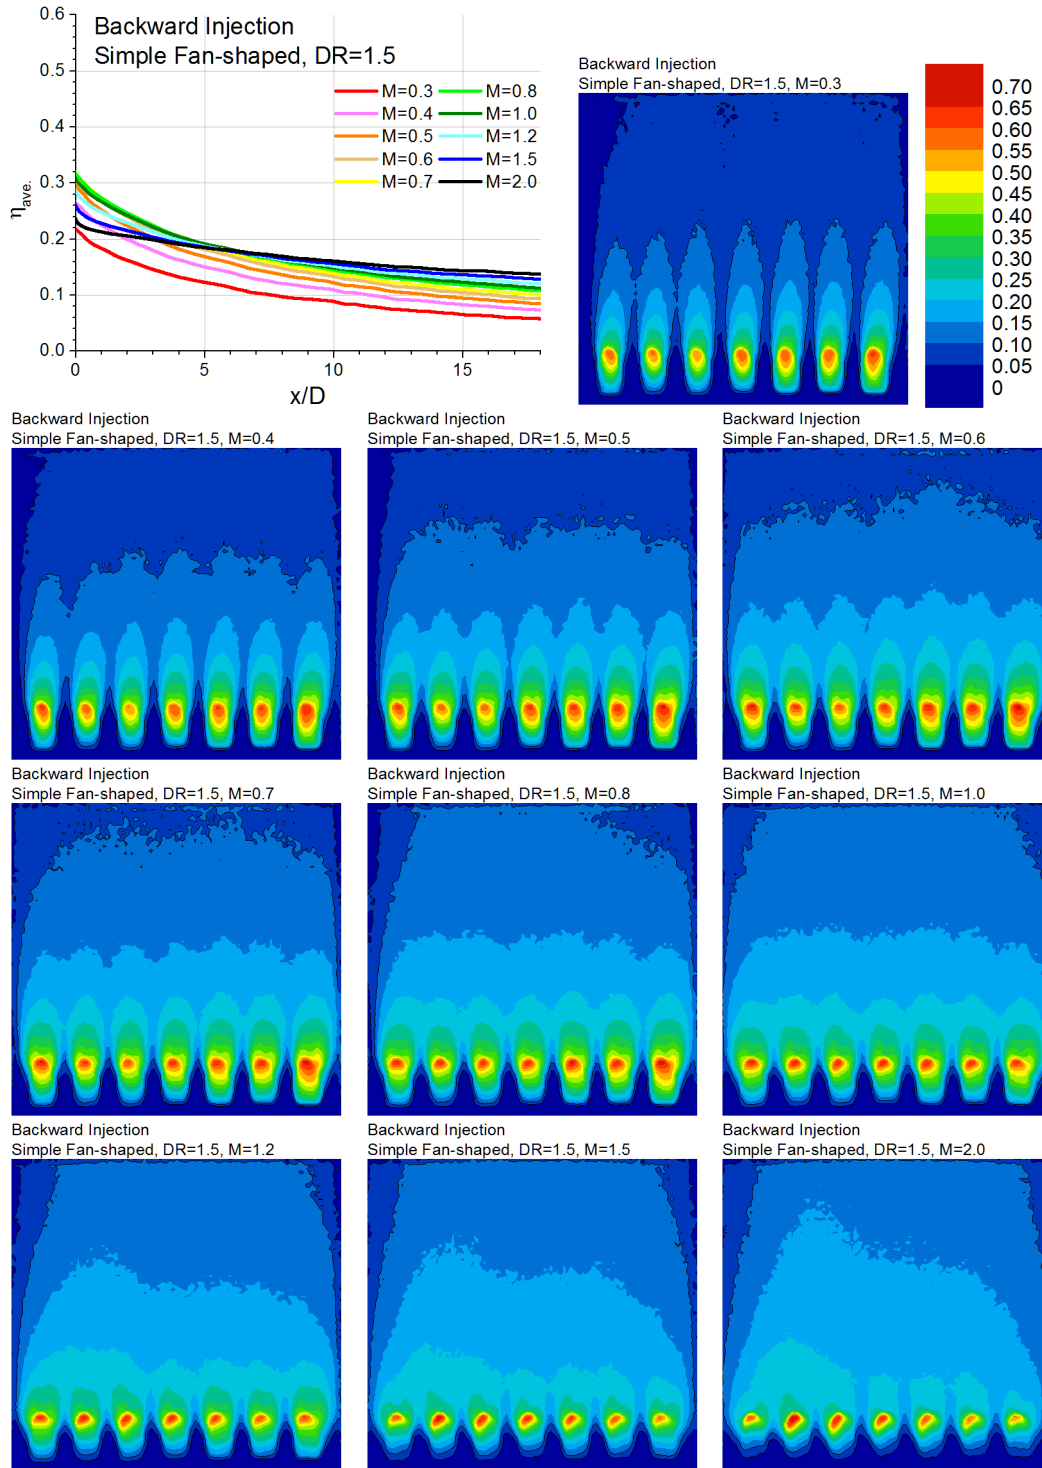 0.6
0.5
0.4
0.3
0.2
0.1
0.0
ηave.
Backward Injection
Simple Fan-shaped, DR=1.5
M=0.3 M=0.8
M=0.4 M=1.0
M=0.5 M=1.2
M=0.6 M=1.5
M=0.7 M=2.0
0 5 10 15
x/D
Backward Injection
Simple Fan-shaped, DR=1.5, M=0.3
0.70
0.65
0.60
0.55
0.50
0.45
0.40
0.35
0.30
0.25
0.20
0.15
0.10
0.05
0
Backward Injection
Simple Fan-shaped, DR=1.5, M=0.4
Backward Injection
Simple Fan-shaped, DR=1.5, M=0.5
Backward Injection
Simple Fan-shaped, DR=1.5, M=0.6
Backward Injection
Simple Fan-shaped, DR=1.5, M=0.7
Backward Injection
Simple Fan-shaped, DR=1.5, M=0.8
Backward Injection
Simple Fan-shaped, DR=1.5, M=1.0
Backward Injection
Simple Fan-shaped, DR=1.5, M=1.2
Backward Injection
Simple Fan-shaped, DR=1.5, M=1.5
Backward Injection
Simple Fan-shaped, DR=1.5, M=2.0